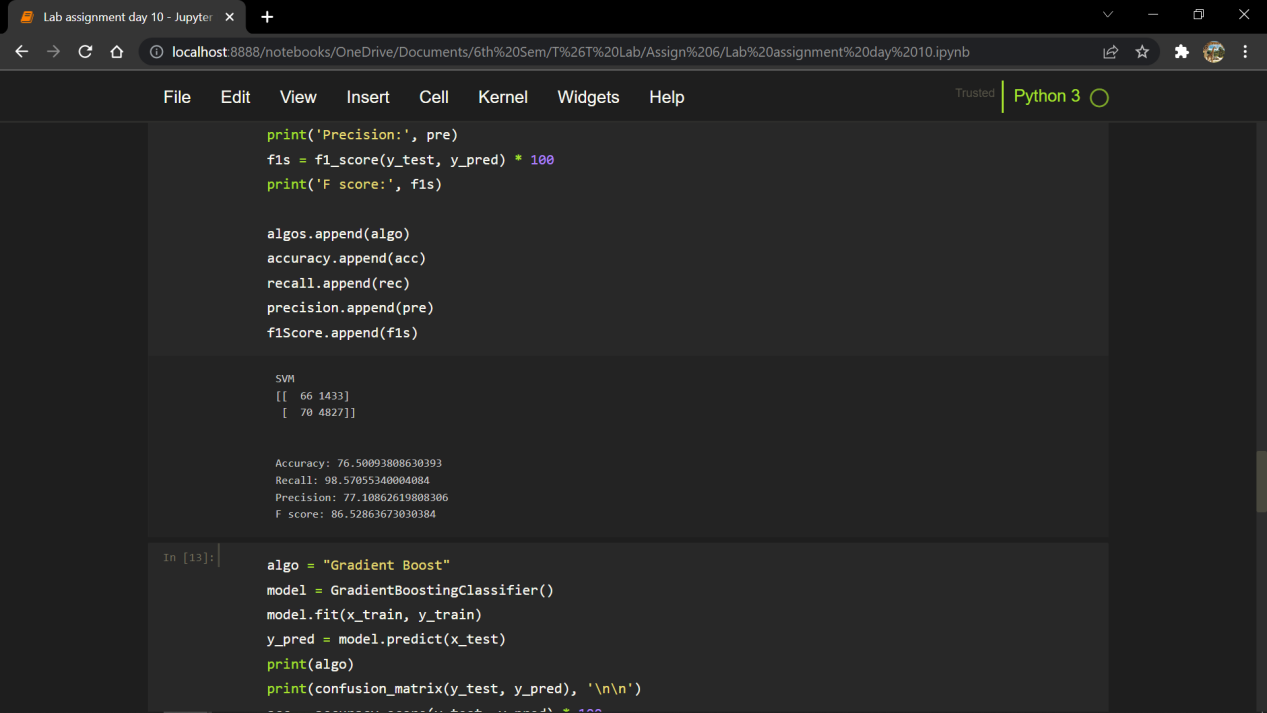 Lab assignment day 10 - Jupyter
localhost:8888/notebooks/OneDrive/Documents/6th%20Sem/T%26T%20Lab/Assign%206/Lab%20assignment%20day%2010.ipynb
File Edit View Insert Cell Kernel Widgets Help Trusted Python 3
print('Precision:', pre)
f1s = f1_score(y_test, y_pred) * 100
print('F score:', f1s)
algos.append(algo)
accuracy.append(acc)
recall.append(rec)
precision.append(pre)
f1Score.append(f1s)
SVM
[[  66 1433]
 [  70 4827]]
Accuracy: 76.50093808630393
Recall: 98.57055340004084
Precision: 77.10862619808306
F score: 86.52863673030384
In [13]:
algo = "Gradient Boost"
model = GradientBoostingClassifier()
model.fit(x_train, y_train)
y_pred = model.predict(x_test)
print(algo)
print(confusion_matrix(y_test, y_pred), '\n\n')